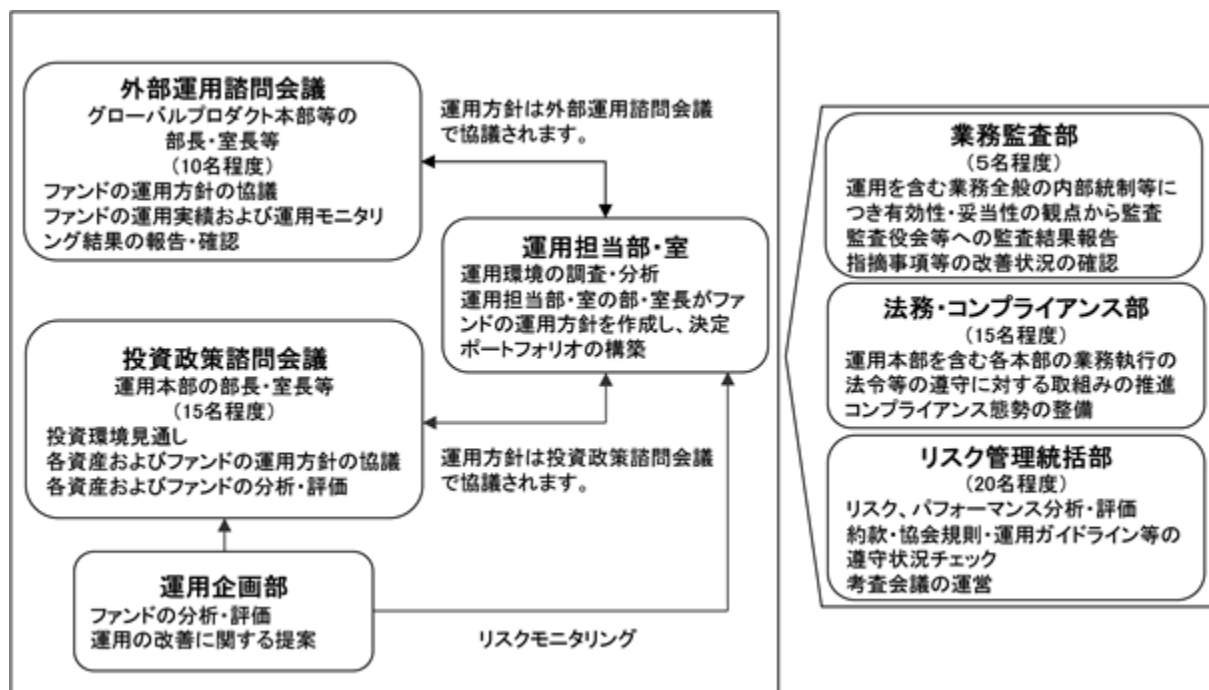 外部運用諮問会議
グローバルプロダクト本部等の
部長・室長等
(10名程度)
ファンドの運用方針の協議
ファンドの運用実績および運用モニタリ
ング結果の報告・確認
運用方針は外部運用諮問会議
で協議されます。
運用担当部・室
運用環境の調査・分析
運用担当部・室の部・室長がファ
ンドの運用方針を作成し、決定
ポートフォリオの構築
投資政策諮問会議
運用本部の部長・室長等
(15名程度)
投資環境見通し
各資産およびファンドの運用方針の協議
各資産およびファンドの分析・評価
運用方針は投資政策諮問会議
で協議されます。
運用企画部
ファンドの分析・評価
運用の改善に関する提案
リスクモニタリング
業務監査部
(5名程度)
運用を含む業務全般の内部統制等に
つき有効性・妥当性の観点から監査
監査役会等への監査結果報告
指摘事項等の改善状況の確認
法務・コンプライアンス部
(15名程度)
運用本部を含む各本部の業務執行の
法令等の遵守に対する取組みの推進
コンプライアンス態勢の整備
リスク管理統括部
(20名程度)
リスク、パフォーマンス分析・評価
約款・協会規則・運用ガイドライン等の
遵守状況チェック
考査会議の運営